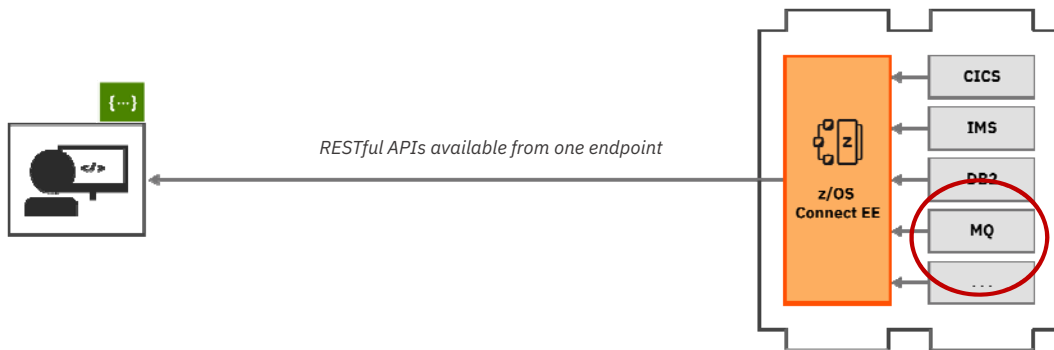 {...}
</>
RESTful APIs available from one endpoint
Z
z/OS
Connect EE
CICS
IMS
DB2
MQ
...